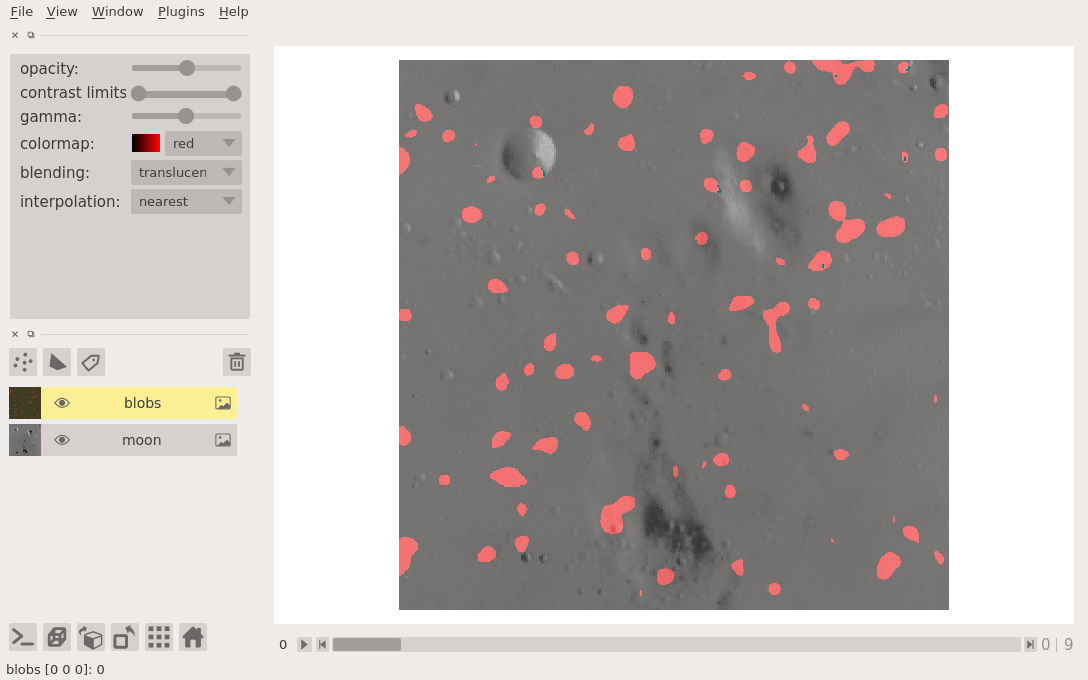 File View Window Plugins Help
opacity:
contrast limits
gamma:
colormap: red
blending: translucen
interpolation: nearest
blobs
moon
0 0 | 9
blobs [0 0 0]: 0